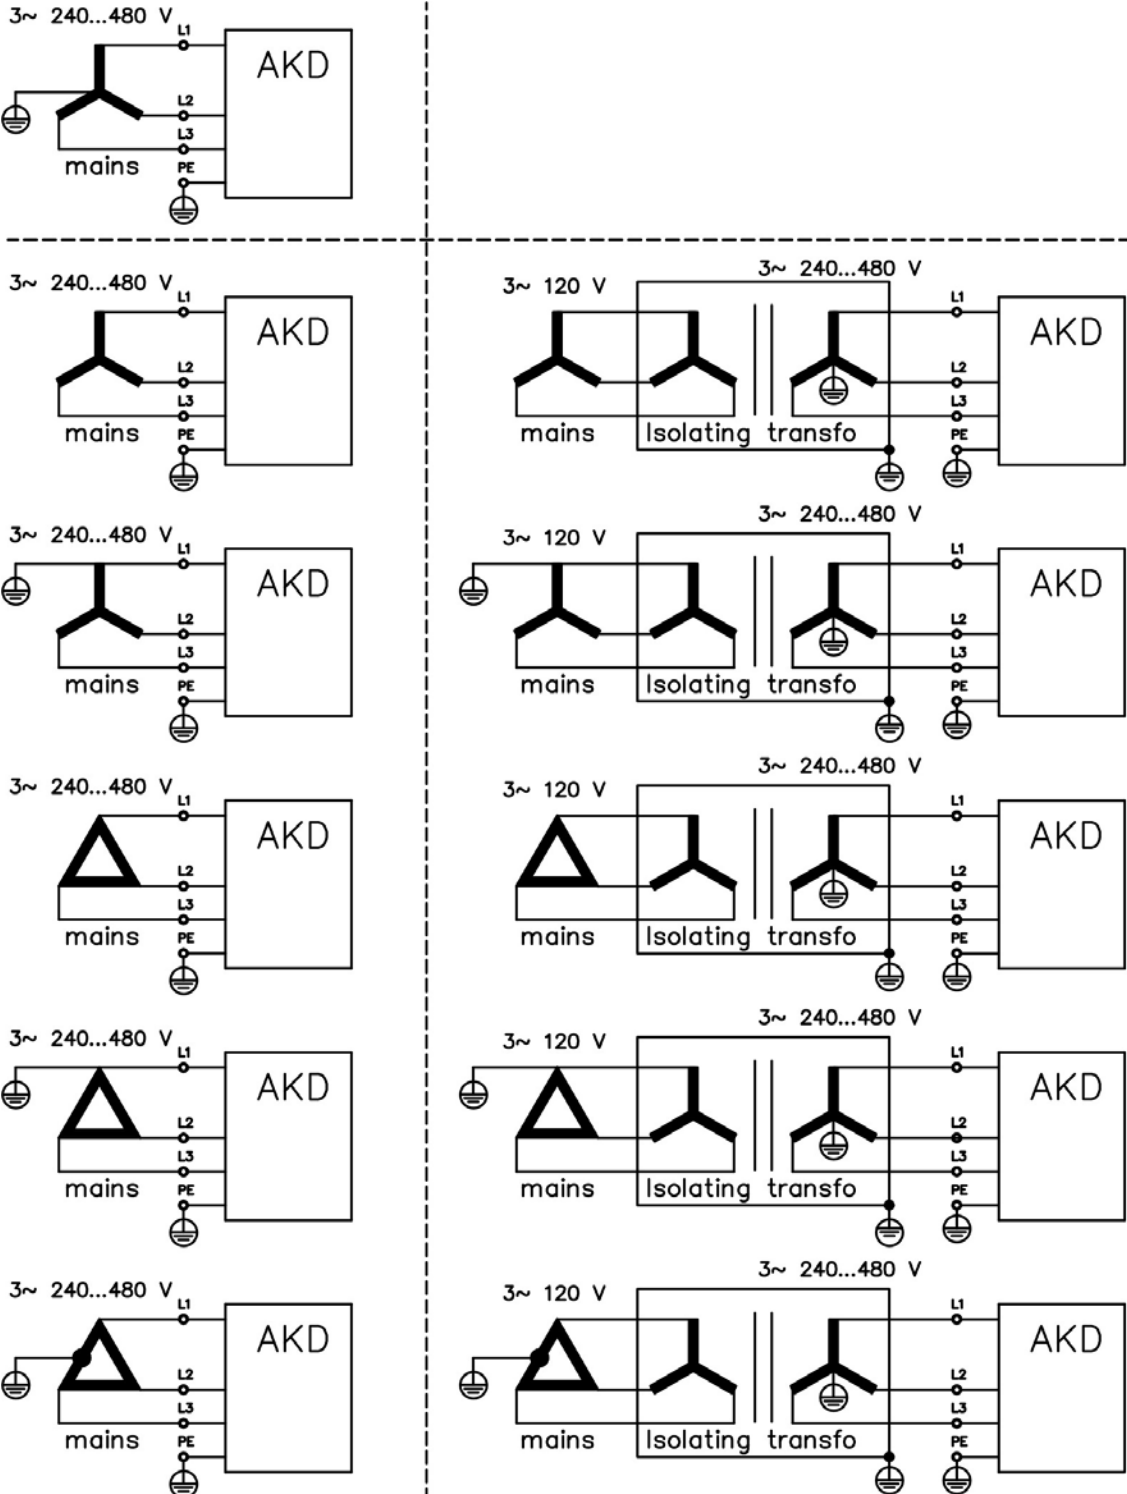 3~ 240...480 V
L1
AKD
L2
L3
mains
PE
3~ 240...480 V
L1
AKD
L2
L3
mains
PE
3~ 120 V
3~ 240...480 V
L1
AKD
L2
L3
mains
Isolating transfo
PE
3~ 240...480 V
L1
AKD
L2
L3
mains
PE
3~ 120 V
3~ 240...480 V
L1
AKD
L2
L3
mains
Isolating transfo
PE
3~ 240...480 V
L1
AKD
L2
L3
mains
PE
3~ 120 V
3~ 240...480 V
L1
AKD
L2
L3
mains
Isolating transfo
PE
3~ 240...480 V
L1
AKD
L2
L3
mains
PE
3~ 120 V
3~ 240...480 V
L1
AKD
L2
L3
mains
Isolating transfo
PE
3~ 240...480 V
L1
AKD
L2
L3
mains
PE
3~ 120 V
3~ 240...480 V
L1
AKD
L2
L3
mains
Isolating transfo
PE